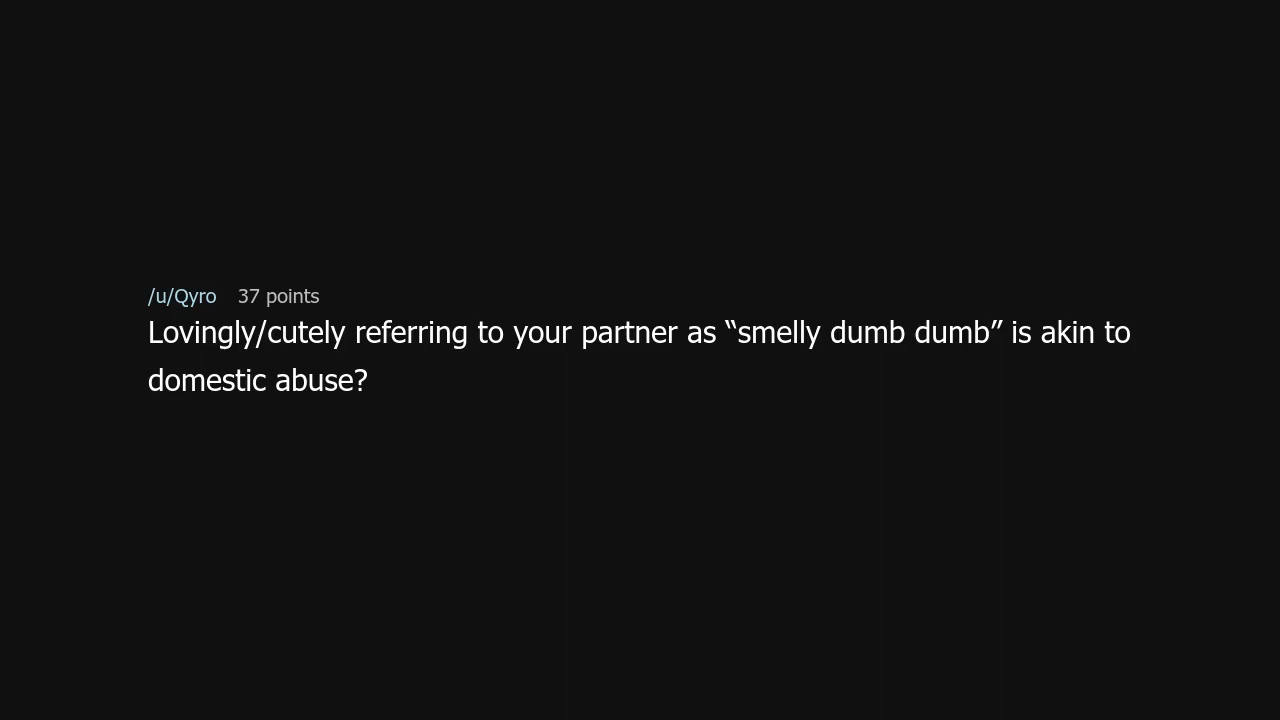 /u/Qyro 37 points
Lovingly/cutely referring to your partner as “smelly dumb dumb” is akin to
domestic abuse?